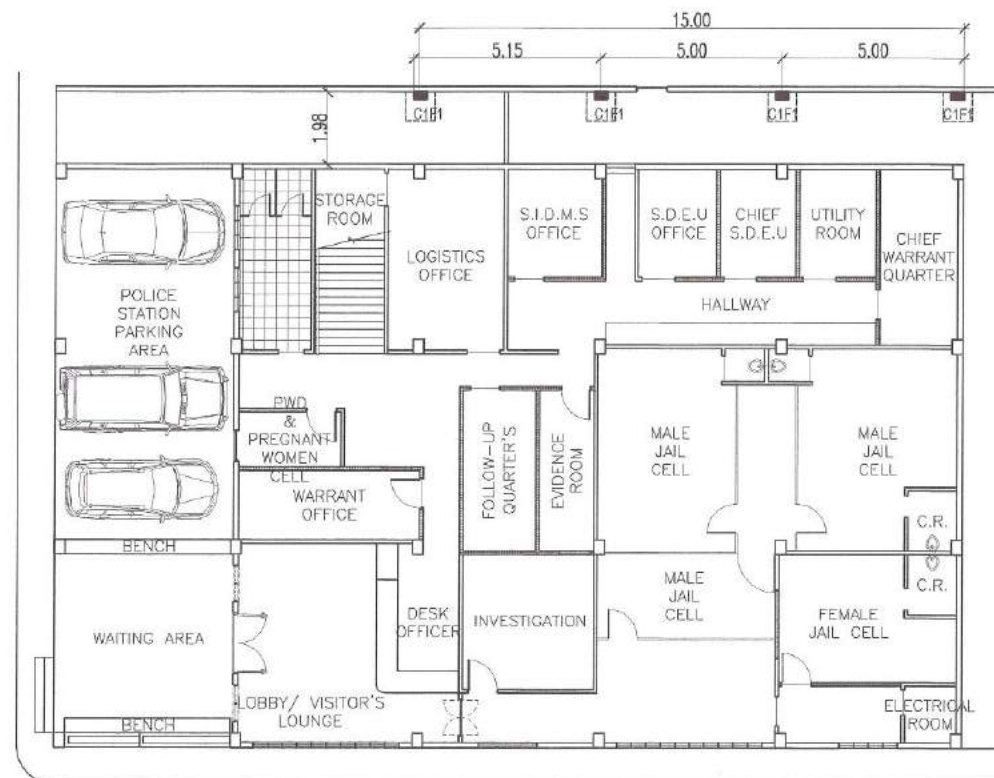 15.00
5.15
5.00
5.00
C1F1
C1F1
C1F1
C1F1
1.98
STORAGE
ROOM
LOGISTICS
OFFICE
S.I.D.M.S
OFFICE
S.D.E.U
OFFICE
CHIEF
S.D.E.U
UTILITY
ROOM
CHIEF
WARRANT
QUARTER
HALLWAY
POLICE
STATION
PARKING
AREA
PWD
&
PREGNANT
WOMEN
CELL
WARRANT
OFFICE
FOLLOW-UP
QUARTER'S
EVIDENCE
ROOM
MALE
JAIL
CELL
MALE
JAIL
CELL
C.R.
C.R.
BENCH
WAITING AREA
BENCH
LOBBY/ VISITOR'S
LOUNGE
DESK
OFFICER
INVESTIGATION
MALE
JAIL
CELL
FEMALE
JAIL CELL
ELECTRICAL
ROOM